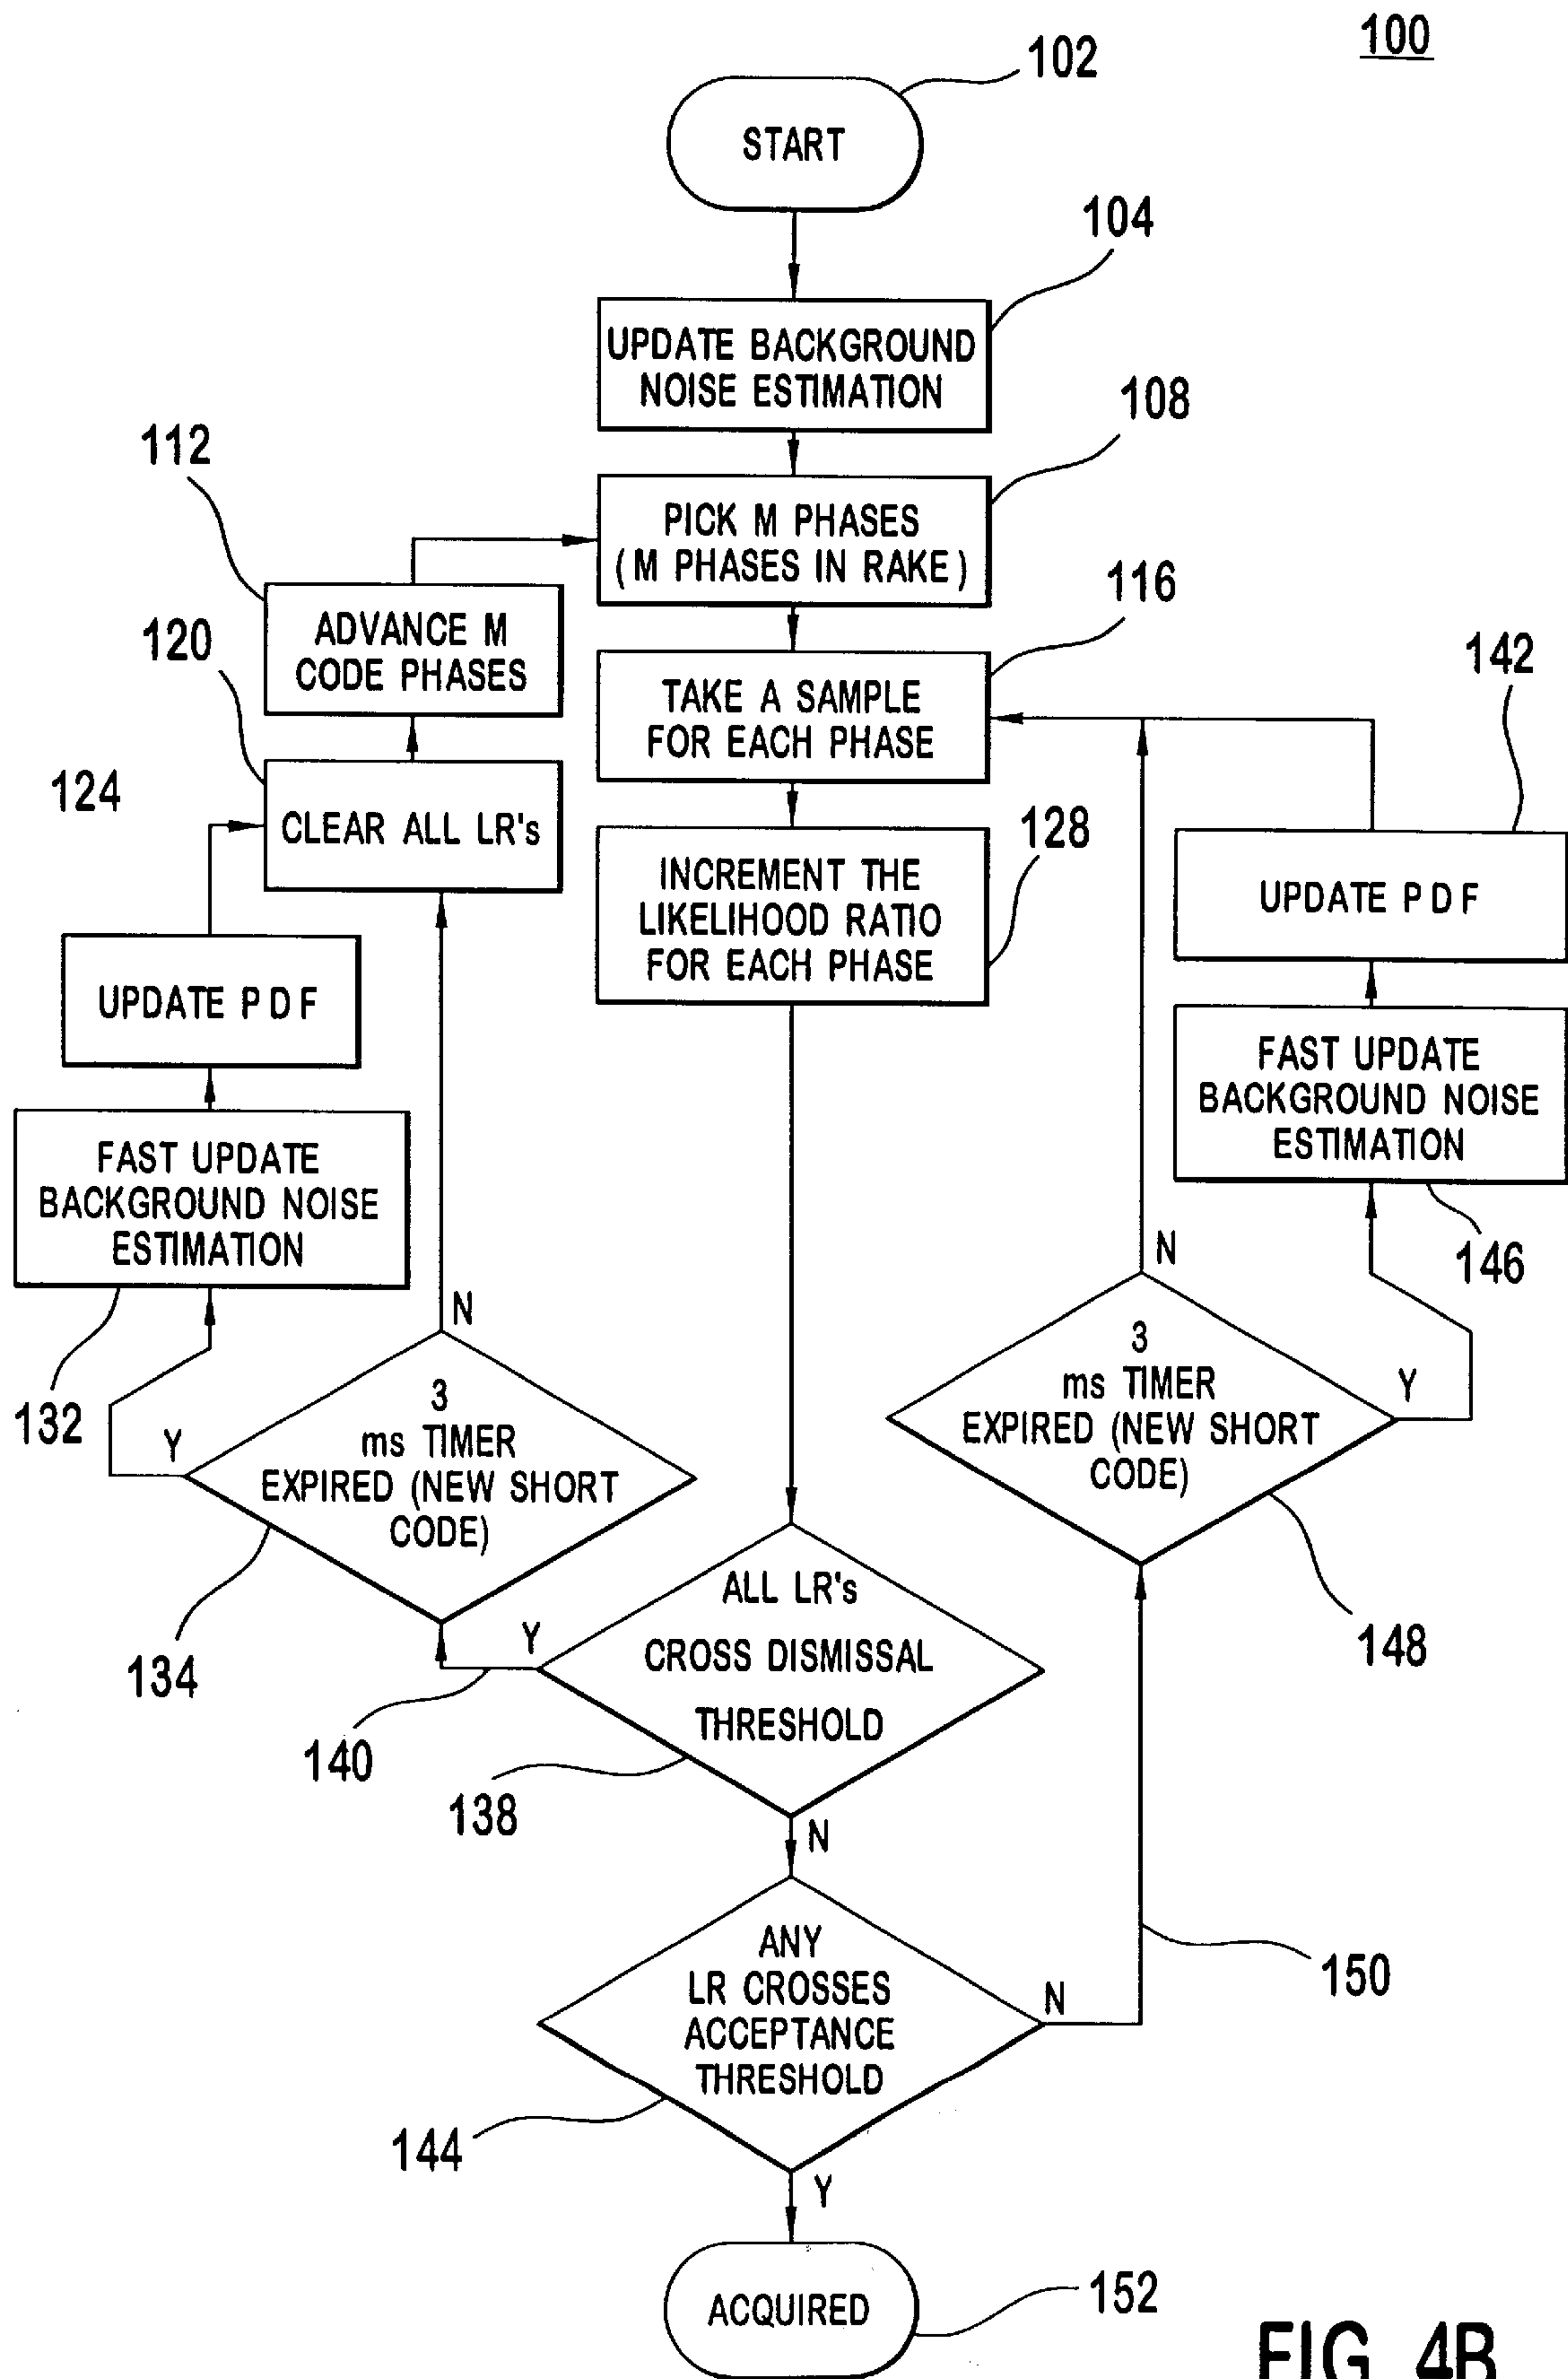 100
102
START
104
UPDATE BACKGROUND
NOISE ESTIMATION
108
112
PICK M PHASES
( M PHASES IN RAKE )
116
ADVANCE M
CODE PHASES
120
142
TAKE A SAMPLE
FOR EACH PHASE
124
CLEAR ALL LR's
128
INCREMENT THE
LIKELIHOOD RATIO
FOR EACH PHASE
UPDATE P D F
UPDATE P D F
FAST UPDATE
BACKGROUND NOISE
ESTIMATION
146
FAST UPDATE
BACKGROUND NOISE
ESTIMATION
132
N
3
ms TIMER
EXPIRED (NEW SHORT
CODE)
Y
134
N
3
ms TIMER
EXPIRED (NEW SHORT
CODE)
Y
148
ALL LR's
CROSS DISMISSAL
THRESHOLD
Y
140
138
N
ANY
LR CROSSES
ACCEPTANCE
THRESHOLD
N
150
144
Y
ACQUIRED
152
FIG. 4B